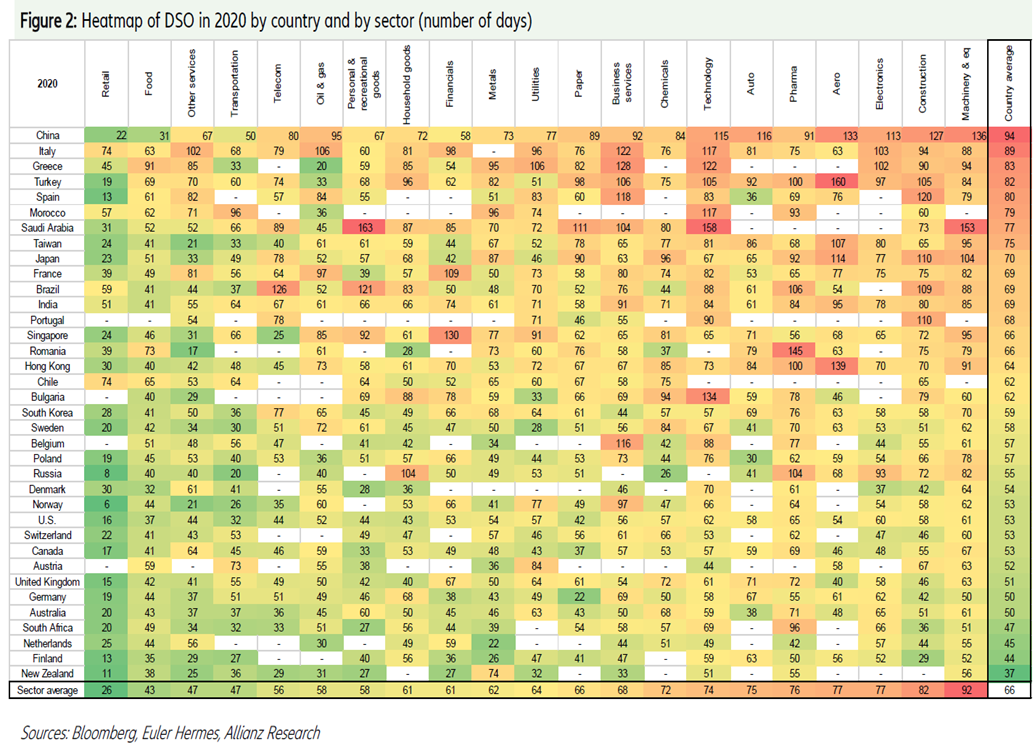 Figure 2: Heatmap of DSO in 2020 by country and by sector (number of days)
2020 Retail Food Other services Transportation Telecom Oil & gas Personal & recreational goods Household goods Financials Metals Utilities Paper Business services Chemicals Technology Auto Pharma Aero Electronics Construction Machinery & eq Country average
China 22 31 67 50 80 95 67 72 58 73 77 89 92 84 115 116 91 133 113 127 136 94
Italy 74 63 102 68 79 106 60 81 98 - 96 76 122 76 117 81 75 63 103 94 88 89
Greece 45 91 85 33 - 20 59 85 54 95 106 82 128 - 122 - - - 102 90 94 83
Turkey 19 69 70 60 74 33 68 96 62 82 51 98 106 75 105 92 100 160 97 105 84 82
Spain 13 61 82 - 57 84 55 - - 51 83 60 118 - 83 36 69 76 - 120 79 80
Morocco 57 62 71 96 - 36 - - - 96 74 - - - 117 - 93 - - 60 - 79
Saudi Arabia 31 52 52 66 89 45 163 87 85 70 72 111 104 80 158 - - - - 73 153 77
Taiwan 24 41 21 33 40 61 61 59 44 67 52 78 65 77 81 86 68 107 80 65 95 75
Japan 23 51 33 49 78 52 57 68 42 87 46 90 63 96 67 65 92 114 77 110 104 70
France 39 49 81 56 64 97 39 57 109 50 73 58 80 74 82 53 65 77 75 75 82 69
Brazil 59 41 44 37 126 52 121 83 50 48 70 52 76 44 88 61 106 54 - 109 88 69
India 51 41 55 64 67 61 66 66 74 61 71 58 91 71 84 61 84 95 78 80 85 69
Portugal - - 54 - 78 - - - - - 71 46 55 - 90 - - - - 110 - 68
Singapore 24 46 31 66 25 85 92 61 130 77 91 62 65 81 65 71 56 68 65 72 95 66
Romania 39 73 17 - - 61 - 28 - 73 60 76 58 37 - 79 145 63 - 75 79 66
Hong Kong 30 40 42 48 45 73 58 61 70 53 72 67 67 85 73 84 100 139 70 70 91 64
Chile 74 65 53 64 - - 64 50 52 65 60 67 58 75 - - - - - 65 - 62
Bulgaria - 40 29 - - - 69 88 78 58 33 66 69 94 134 59 78 46 - 79 60 62
South Korea 28 41 50 36 77 65 45 49 66 68 64 61 44 57 57 69 76 63 58 58 70 59
Sweden 20 42 34 30 51 72 61 45 47 50 28 51 56 84 67 41 70 63 53 51 62 58
Belgium - 51 48 56 47 - 41 42 - 34 - - 116 42 88 - 77 - 44 55 61 57
Poland 19 45 53 40 53 36 51 57 66 49 44 53 73 44 76 30 62 59 54 66 78 57
Russia 8 40 40 20 - 40 - 104 50 49 53 51 - 26 - 41 104 68 93 72 82 55
Denmark 30 32 61 41 - 55 28 36 - - - - 46 - 70 - 61 - 37 42 64 54
Norway 6 44 21 26 35 60 - 53 66 41 77 49 97 47 66 - 64 - 54 58 62 53
U.S. 16 37 44 32 44 52 44 43 53 54 57 42 56 57 62 58 65 54 60 58 61 53
Switzerland 22 41 43 53 - - 49 47 - 57 46 56 61 66 53 - 62 - 46 46 60 53
Canada 17 41 64 45 46 59 33 53 49 48 43 37 57 53 57 59 69 46 48 55 67 53
Austria - 59 - 73 - 55 38 - - 36 84 - - - 44 - - 58 - 67 63 52
United Kingdom 15 42 41 55 49 50 42 40 67 50 64 61 54 72 61 71 72 40 58 46 63 51
Germany 19 44 37 51 51 49 46 68 38 43 49 22 69 50 58 67 55 61 62 42 50 50
Australia 20 43 37 37 36 45 60 50 45 46 63 43 50 68 59 38 71 48 65 51 61 50
South Africa 20 49 34 32 33 51 27 56 44 39 - 54 58 57 69 - 96 - 66 36 51 47
Netherlands 25 44 56 - - 30 - 49 59 22 - - 44 51 49 - 42 - 57 44 55 45
Finland 13 35 29 27 - - 40 56 36 26 47 41 47 - 59 63 50 56 52 29 52 44
New Zealand 11 38 25 36 29 31 27 - 27 74 32 - 33 - 51 - 54 - - - 56 37
Sector average 26 43 47 47 56 58 58 61 61 62 64 66 68 72 74 75 76 77 77 82 92 66
Sources: Bloomberg, Euler Hermes, Allianz Research